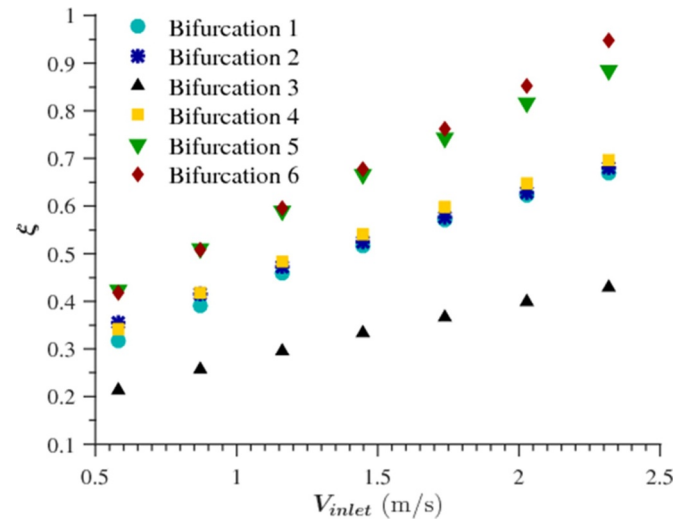 1
0.9
0.8
0.7
0.6
0.5
0.4
0.3
0.2
0.1
ξ
Bifurcation 1
Bifurcation 2
Bifurcation 3
Bifurcation 4
Bifurcation 5
Bifurcation 6
0.5 1 1.5 2 2.5
V_inlet (m/s)